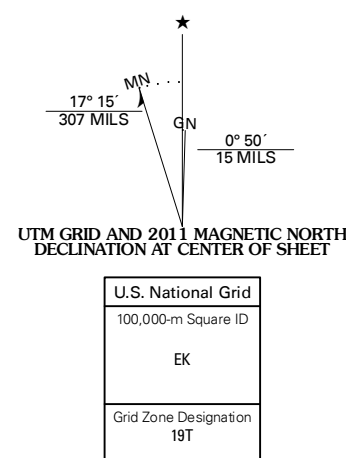 ★
MN
17° 15´
307 MILS
GN
0° 50´
15 MILS
UTM GRID AND 2011 MAGNETIC NORTH
DECLINATION AT CENTER OF SHEET
U.S. National Grid
100,000-m Square ID
EK
Grid Zone Designation
19T